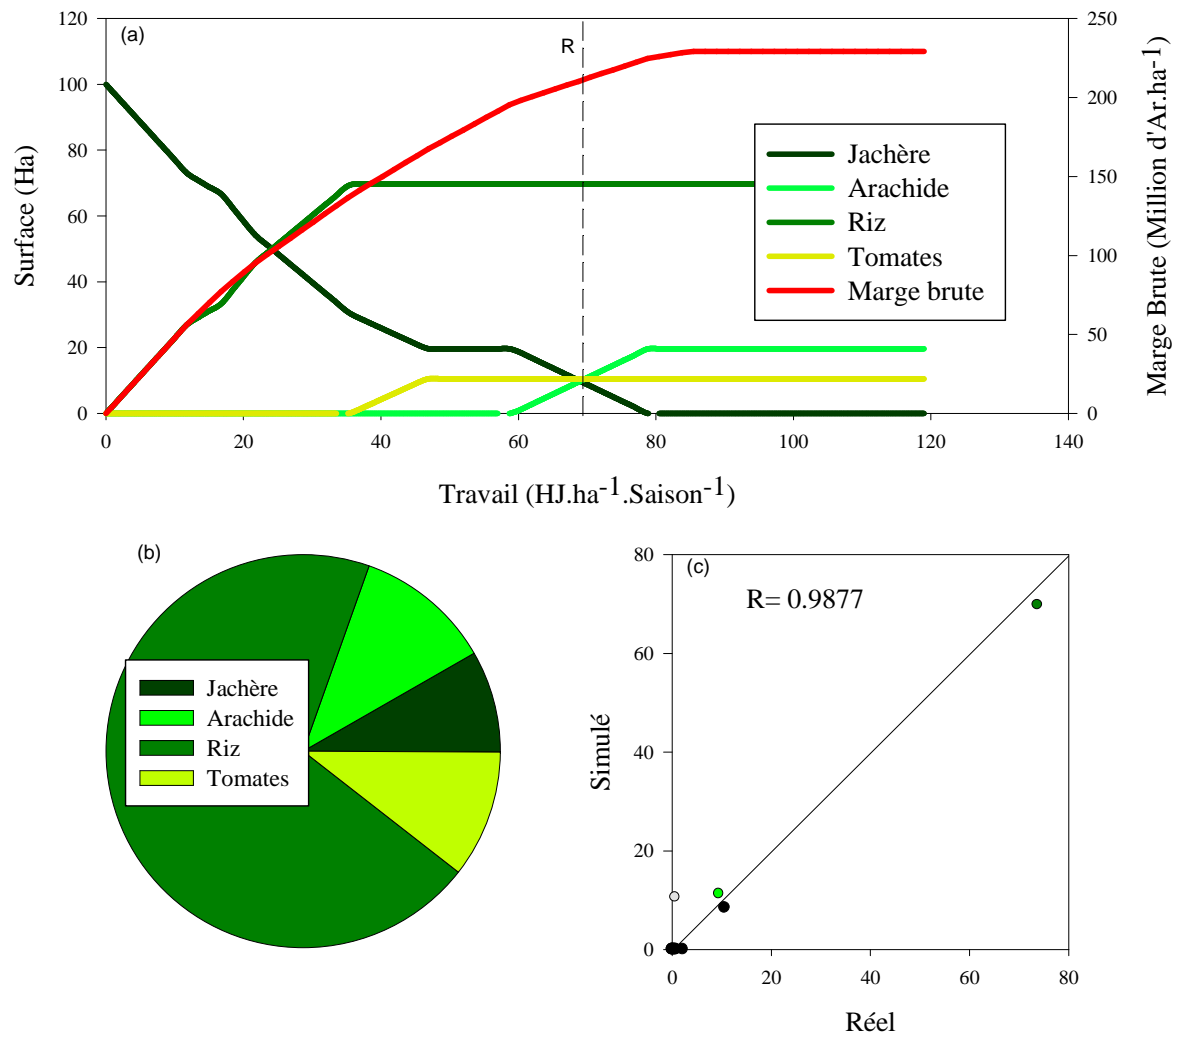 (a)
R
120
100
80
60
40
20
0
Surface (Ha)
250
200
150
100
50
0
Marge Brute (Million d'Ar.ha-1)
Jachère
Arachide
Riz
Tomates
Marge brute
0 20 40 60 80 100 120 140
Travail (HJ.ha-1.Saison-1)
(b)
Jachère
Arachide
Riz
Tomates
(c)
R= 0.9877
80
60
40
20
0
Simulé
0 20 40 60 80
Réel